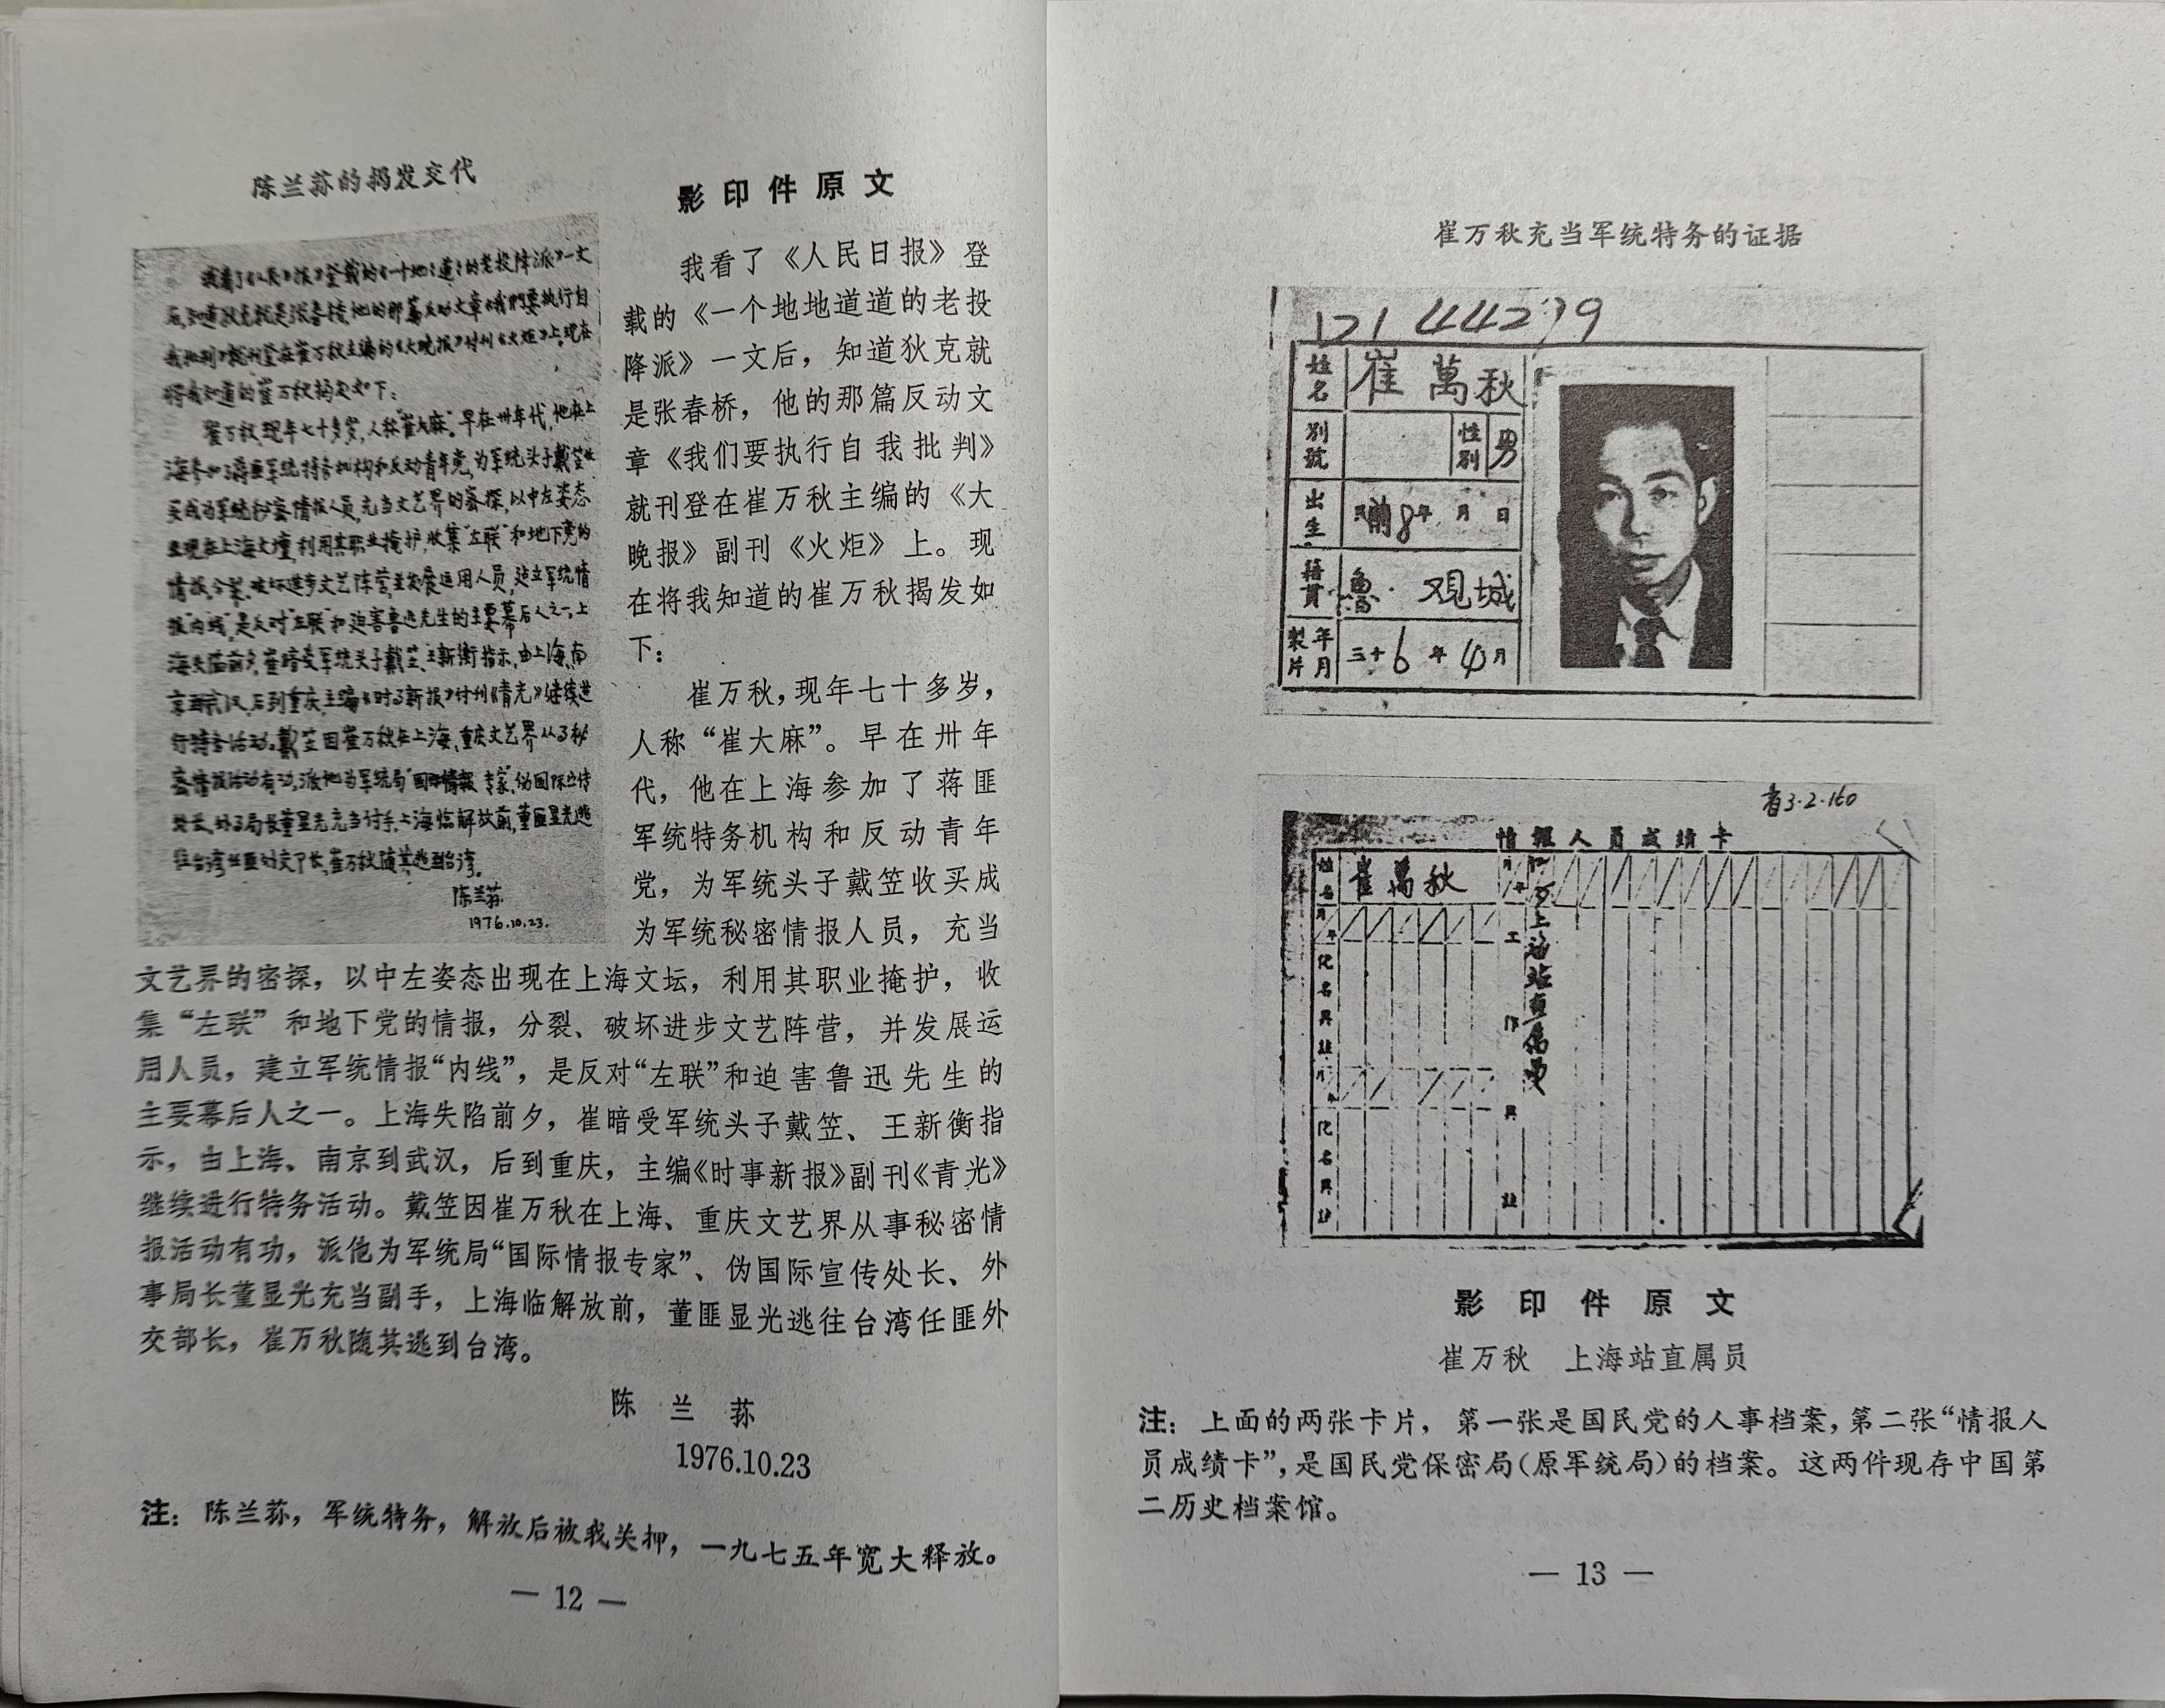 陈兰荪的揭发交代
我看了《人民日报》登载的《一个地地道道的老投降派》一文
后，知道狄克就是张春桥，他的那篇反动文章《我们要执行自
我批判》就刊登在崔万秋主编的《大晚报》付刊《火炬》上。现在
将我知道的崔万秋揭发如下：
崔万秋，现年七十多岁，人称“崔大麻”。早在卅年代，他在上
海参加了蒋匪军统特务机构和反动青年党，为军统头子戴笠收
买成为军统秘密情报人员，充当文艺界的密探，以中左姿态
出现在上海文坛，利用其职业掩护，收集“左联”和地下党的
情报，分裂、破坏进步文艺阵营，并发展运用人员，建立军统情
报“内线”，是反对“左联”和迫害鲁迅先生的主要幕后人之一。上
海失陷前夕，崔暗受军统头子戴笠、王新衡指示，由上海、南
京到武汉，后到重庆，主编《时事新报》付刊《青光》继续进
行特务活动。戴笠因崔万秋在上海、重庆文艺界从事秘
密情报活动有功，派他为军统局“国际情报专家”、伪国际宣传
处长、外事局长董显光充当付手，上海临解放前，董匪显光逃
往台湾任匪外交部长，崔万秋随其逃到台湾。
陈兰荪
1976.10.23.
影印件原文
我看了《人民日报》登
载的《一个地地道道的老投
降派》一文后，知道狄克就
是张春桥，他的那篇反动文
章《我们要执行自我批判》
就刊登在崔万秋主编的《大
晚报》副刊《火炬》上。现
在将我知道的崔万秋揭发如
下：
崔万秋，现年七十多岁，
人称“崔大麻”。早在卅年
代，他在上海参加了蒋匪
军统特务机构和反动青年
党，为军统头子戴笠收买成
为军统秘密情报人员，充当
文艺界的密探，以中左姿态出现在上海文坛，利用其职业掩护，收
集“左联”和地下党的情报，分裂、破坏进步文艺阵营，并发展运
用人员，建立军统情报“内线”，是反对“左联”和迫害鲁迅先生的
主要幕后人之一。上海失陷前夕，崔暗受军统头子戴笠、王新衡指
示，由上海、南京到武汉，后到重庆，主编《时事新报》副刊《青光》
继续进行特务活动。戴笠因崔万秋在上海、重庆文艺界从事秘密情
报活动有功，派他为军统局“国际情报专家”、伪国际宣传处长、外
事局长董显光充当副手，上海临解放前，董匪显光逃往台湾任匪外
交部长，崔万秋随其逃到台湾。
陈兰荪
1976.10.23
注：陈兰荪，军统特务，解放后被我关押，一九七五年宽大释放。
— 12 —
崔万秋充当军统特务的证据
121 44279
姓名 崔萬秋
別號 性別 男
出生 民前8年 月 日
籍貫 魯 观城
製片年月 三十6年4月
3·2·160
情報人員成績卡
姓名 崔萬秋
年 月
化名與
化名與
工作與
上海站直属員
影印件原文
崔万秋 上海站直属员
注：上面的两张卡片，第一张是国民党的人事档案，第二张“情报人
员成绩卡”，是国民党保密局（原军统局）的档案。这两件现存中国第
二历史档案馆。
— 13 —